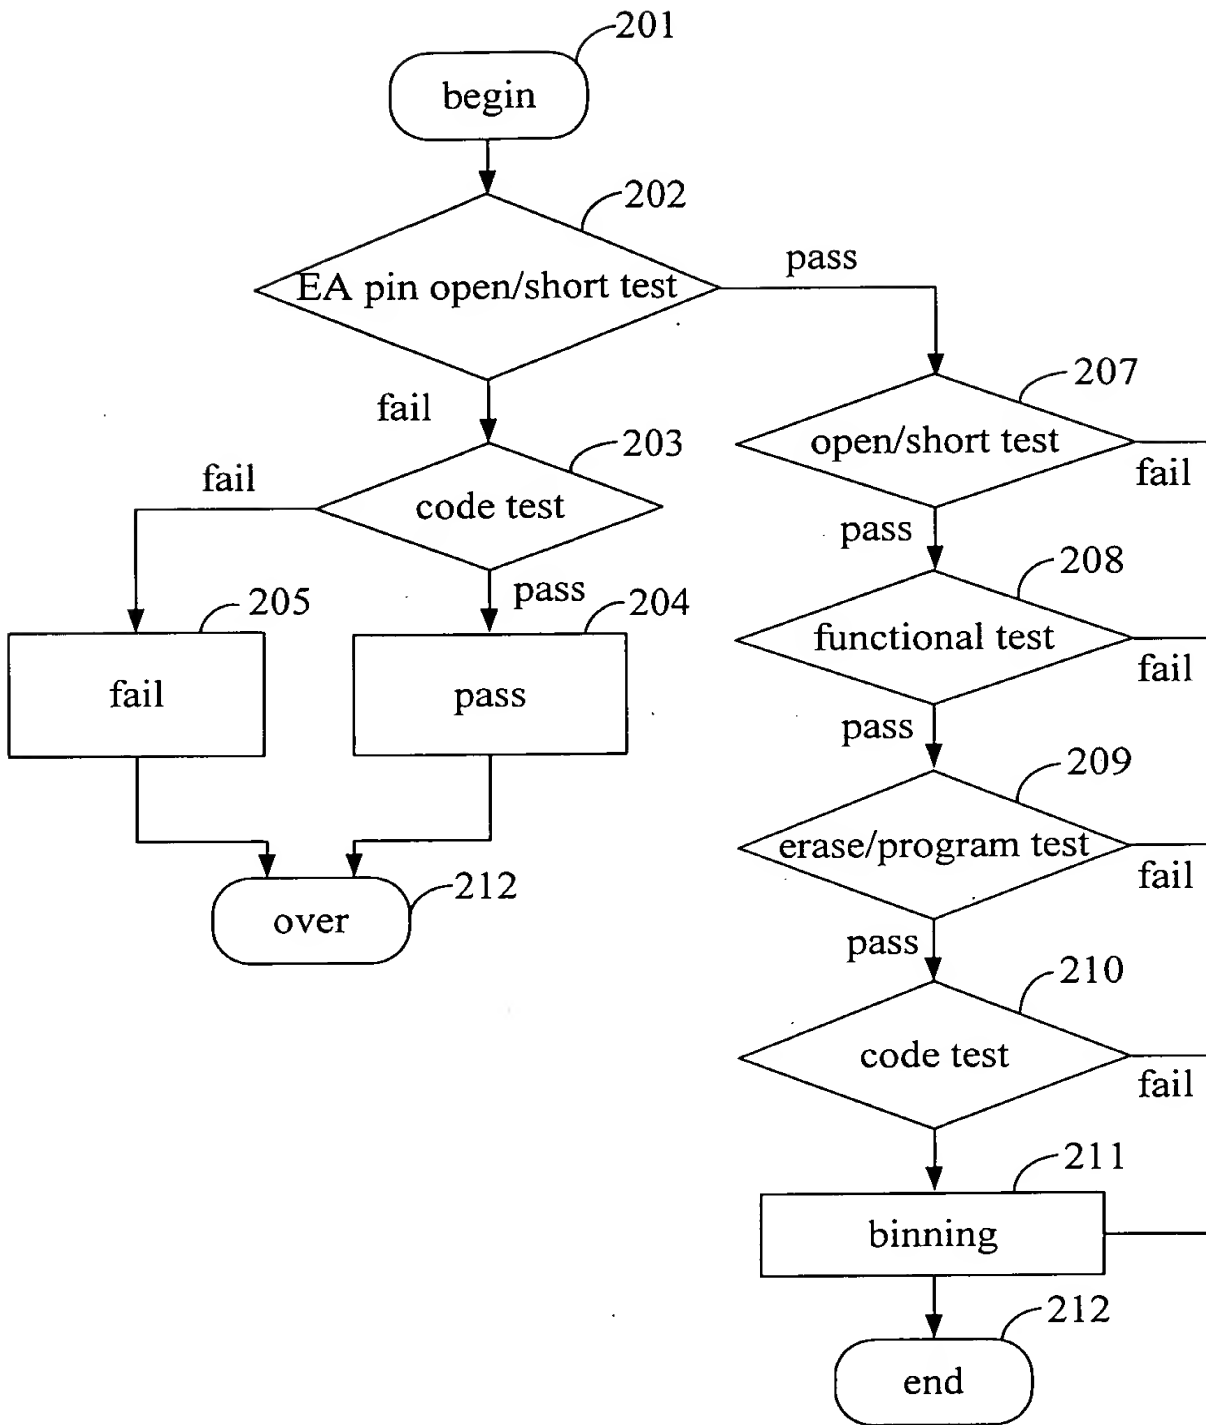 201
begin
202
EA pin open/short test
pass
207
fail
203
open/short test
fail
fail
code test
pass
208
pass
205
204
functional test
fail
fail
pass
pass
209
erase/program test
fail
212
over
pass
210
code test
fail
211
binning
212
end